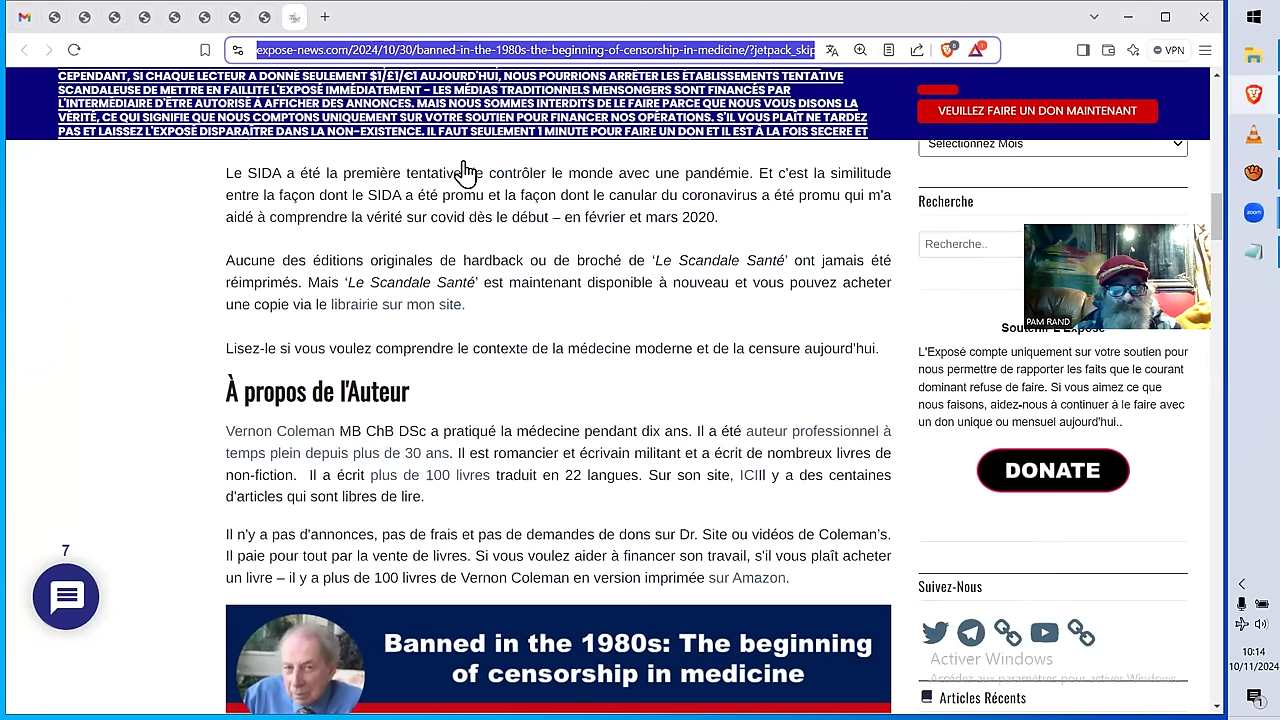 expose-news.com/2024/10/30/banned-in-the-1980s-the-beginning-of-censorship-in-medicine/?jetpack_skip
VPN
CEPENDANT, SI CHAQUE LECTEUR A DONNÉ SEULEMENT $1/£1/€1 AUJOURD'HUI, NOUS POURRIONS ARRÊTER LES ÉTABLISSEMENTS TENTATIVE
SCANDALEUSE DE METTRE EN FAILLITE L'EXPOSÉ IMMÉDIATEMENT - LES MÉDIAS TRADITIONNELS MENSONGERS SONT FINANCÉS PAR
L'INTERMÉDIAIRE D'ÊTRE AUTORISÉ À AFFICHER DES ANNONCES. MAIS NOUS SOMMES INTERDITS DE LE FAIRE PARCE QUE NOUS VOUS DISONS LA
VÉRITÉ, CE QUI SIGNIFIE QUE NOUS COMPTONS UNIQUEMENT SUR VOTRE SOUTIEN POUR FINANCER NOS OPÉRATIONS. S'IL VOUS PLAÎT NE TARDEZ
PAS ET LAISSEZ L'EXPOSÉ DISPARAÎTRE DANS LA NON-EXISTENCE. IL FAUT SEULEMENT 1 MINUTE POUR FAIRE UN DON ET IL EST À LA FOIS SECERE ET
VEUILLEZ FAIRE UN DON MAINTENANT
Le SIDA a été la première tentative contrôler le monde avec une pandémie. Et c'est la similitude
entre la façon dont le SIDA a été promu et la façon dont le canular du coronavirus a été promu qui m'a
aidé à comprendre la vérité sur covid dès le début – en février et mars 2020.
Aucune des éditions originales de hardback ou de broché de ‘Le Scandale Santé’ ont jamais été
réimprimés. Mais ‘Le Scandale Santé’ est maintenant disponible à nouveau et vous pouvez acheter
une copie via le librairie sur mon site.
Lisez-le si vous voulez comprendre le contexte de la médecine moderne et de la censure aujourd'hui.
À propos de l'Auteur
Vernon Coleman MB ChB DSc a pratiqué la médecine pendant dix ans. Il a été auteur professionnel à
temps plein depuis plus de 30 ans. Il est romancier et écrivain militant et a écrit de nombreux livres de
non-fiction. Il a écrit plus de 100 livres traduit en 22 langues. Sur son site, ICIIl y a des centaines
d'articles qui sont libres de lire.
Il n'y a pas d'annonces, pas de frais et pas de demandes de dons sur Dr. Site ou vidéos de Coleman’s.
Il paie pour tout par la vente de livres. Si vous voulez aider à financer son travail, s'il vous plaît acheter
un livre – il y a plus de 100 livres de Vernon Coleman en version imprimée sur Amazon.
Banned in the 1980s: The beginning
of censorship in medicine
7
Sélectionnez Mois
Recherche
Recherche..
PAM RAND
Soutenir L'Exposé
L'Exposé compte uniquement sur votre soutien pour
nous permettre de rapporter les faits que le courant
dominant refuse de faire. Si vous aimez ce que
nous faisons, aidez-nous à continuer à le faire avec
un don unique ou mensuel aujourd'hui..
DONATE
Suivez-Nous
Activer Windows
Accédez aux paramètres pour activer Windows.
Articles Récents
zoom
10:14
10/11/2024
1